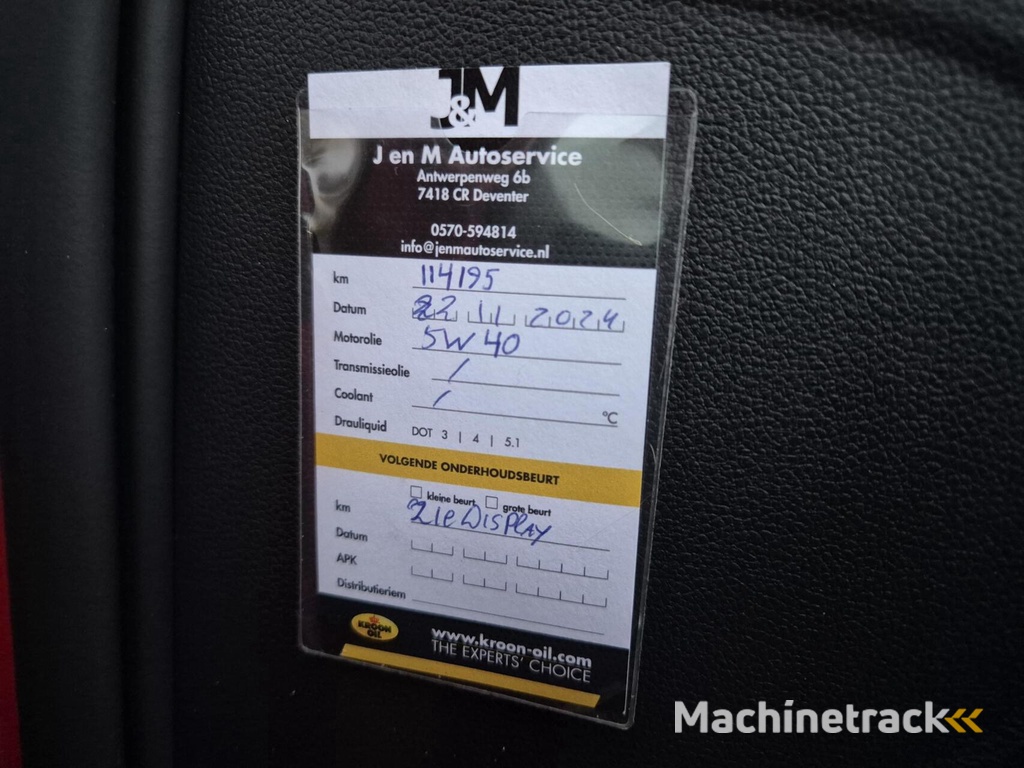 J&M
J en M Autoservice
Antwerpenweg 6b
7418 CR Deventer
0570-594814
info@jenmautoservice.nl
km 114195
Datum 22 11 2024
Motorolie 5W40
Transmissieolie /
Coolant / °C
Drauliquid DOT 3 | 4 | 5.1
VOLGENDE ONDERHOUDSBEURT
kleine beurt grote beurt
km Zie Display
Datum
APK
Distributieriem
KROON OIL
www.kroon-oil.com
THE EXPERTS' CHOICE
Machinetrack